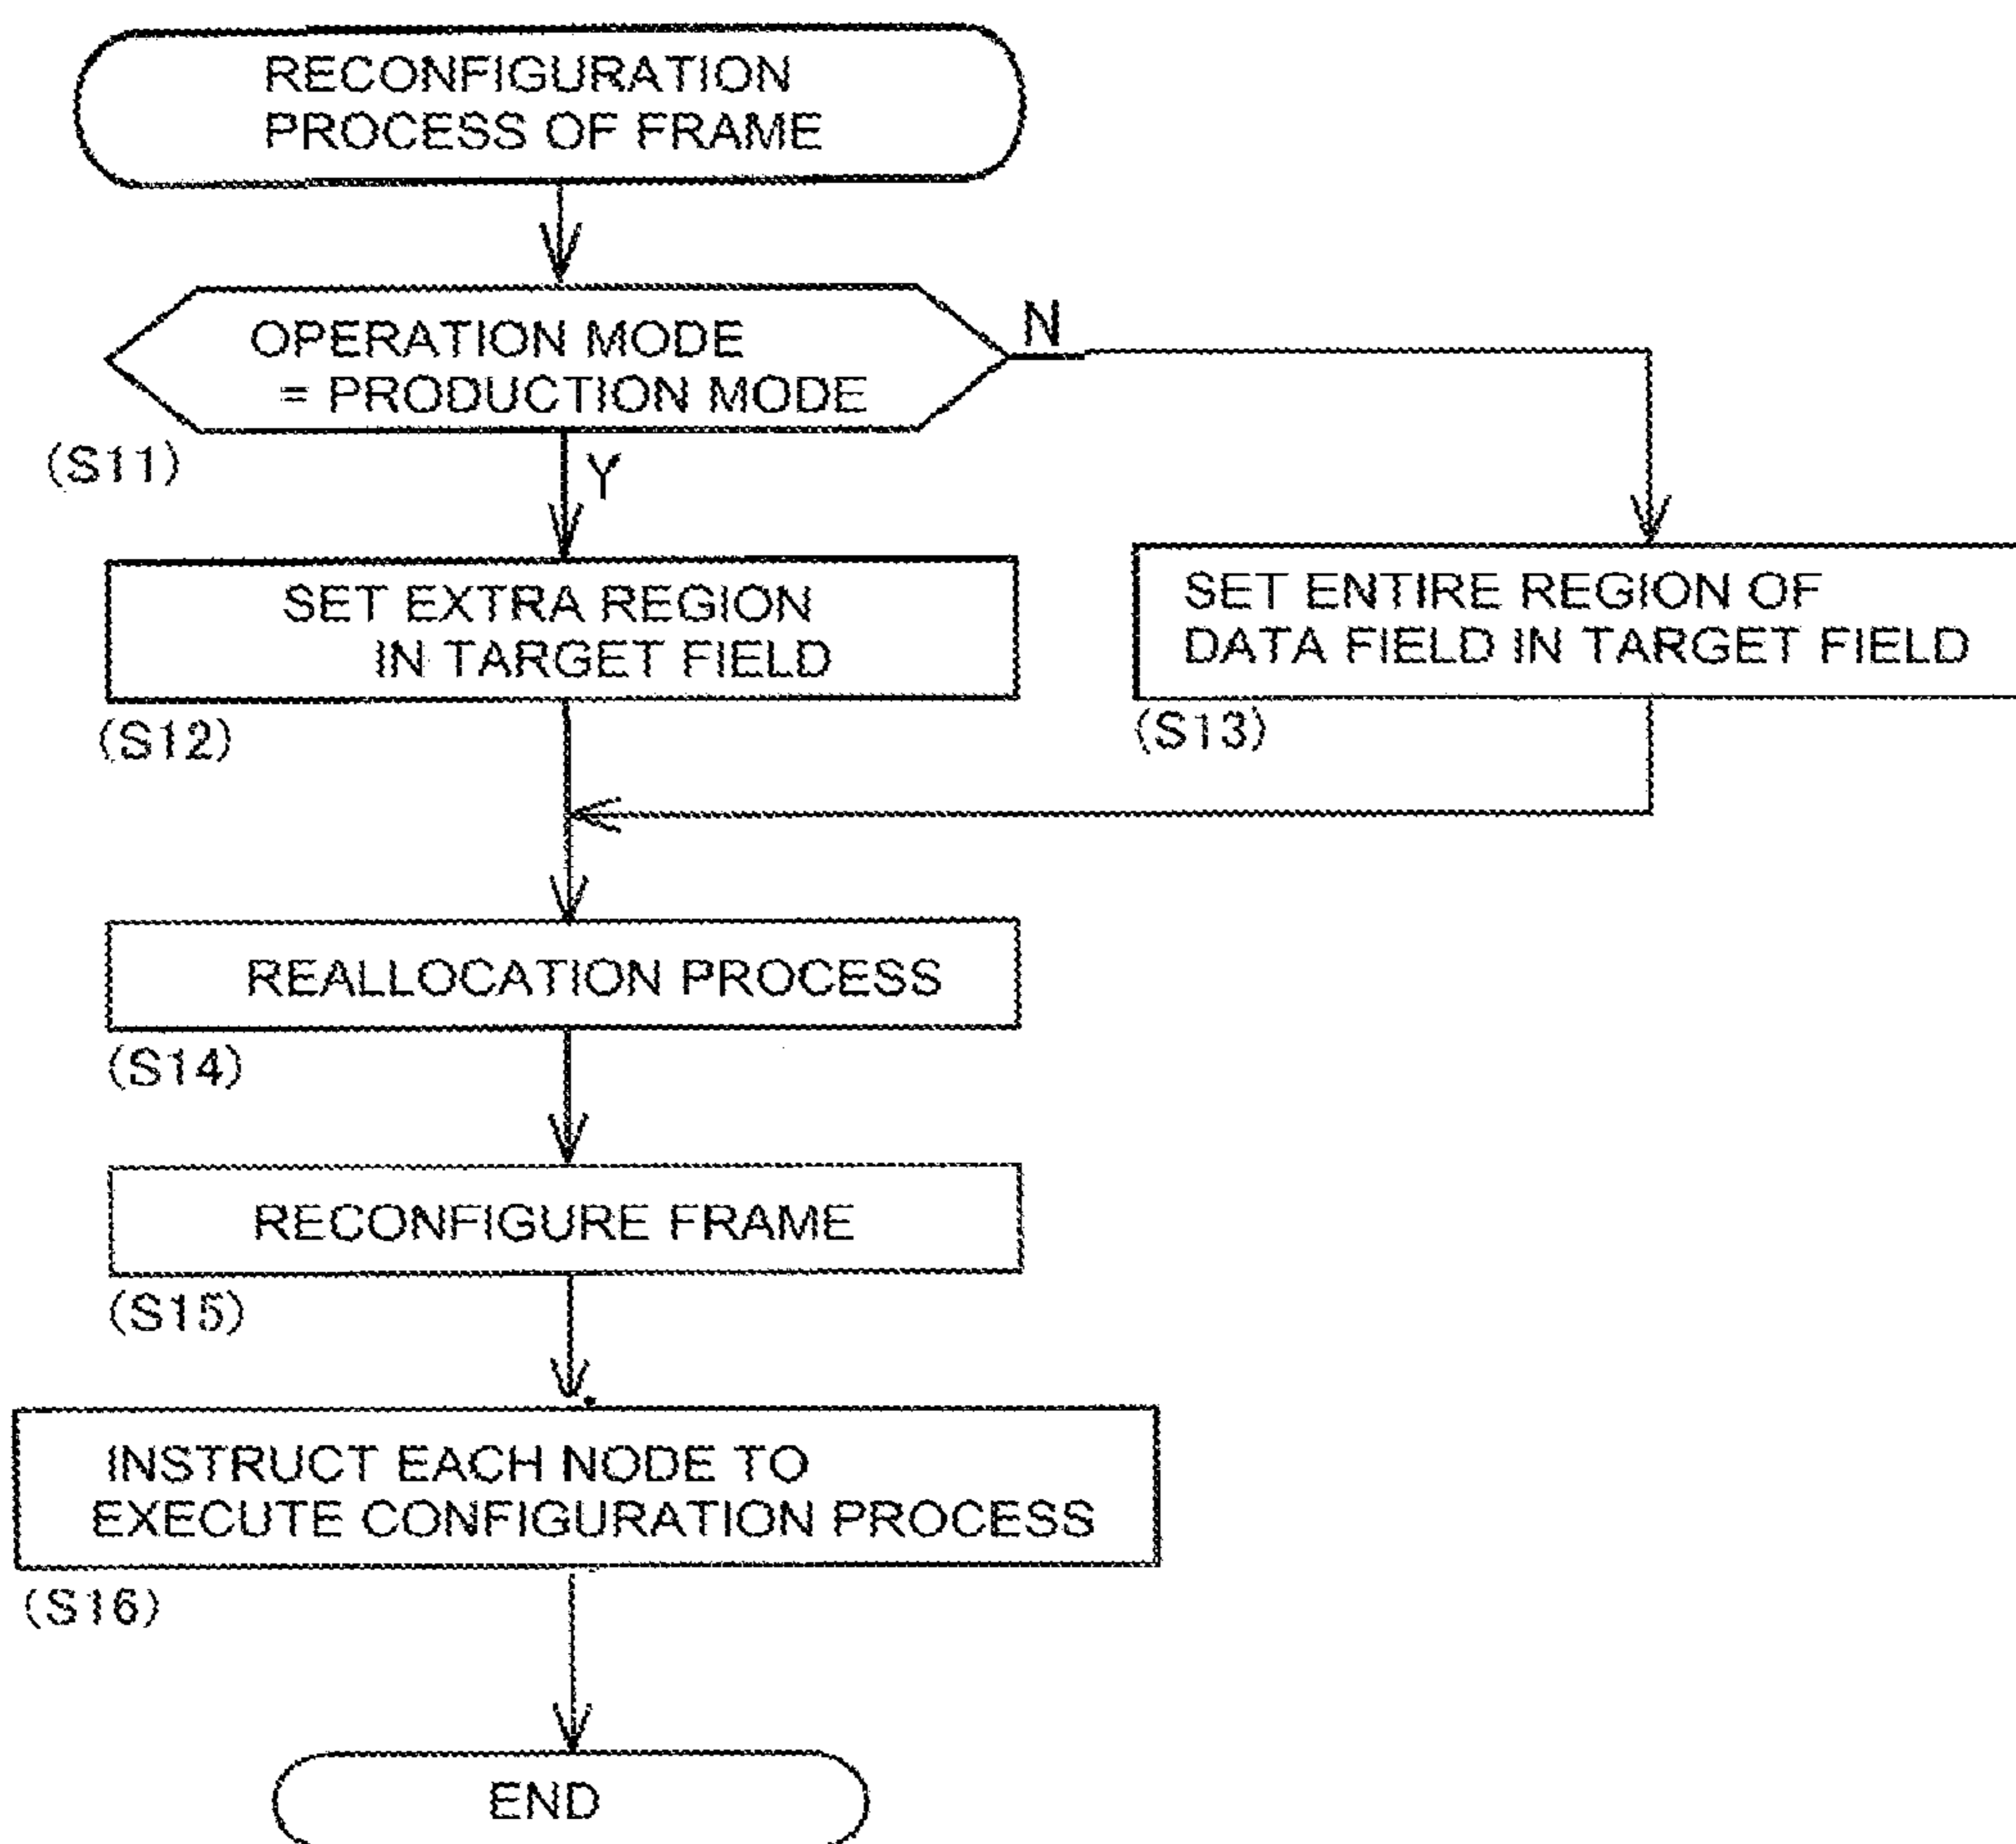 RECONFIGURATION
PROCESS OF FRAME
OPERATION MODE
= PRODUCTION MODE
N
(S11)
Y
SET EXTRA REGION
IN TARGET FIELD
(S12)
SET ENTIRE REGION OF
DATA FIELD IN TARGET FIELD
(S13)
REALLOCATION PROCESS
(S14)
RECONFIGURE FRAME
(S15)
INSTRUCT EACH NODE TO
EXECUTE CONFIGURATION PROCESS
(S16)
END